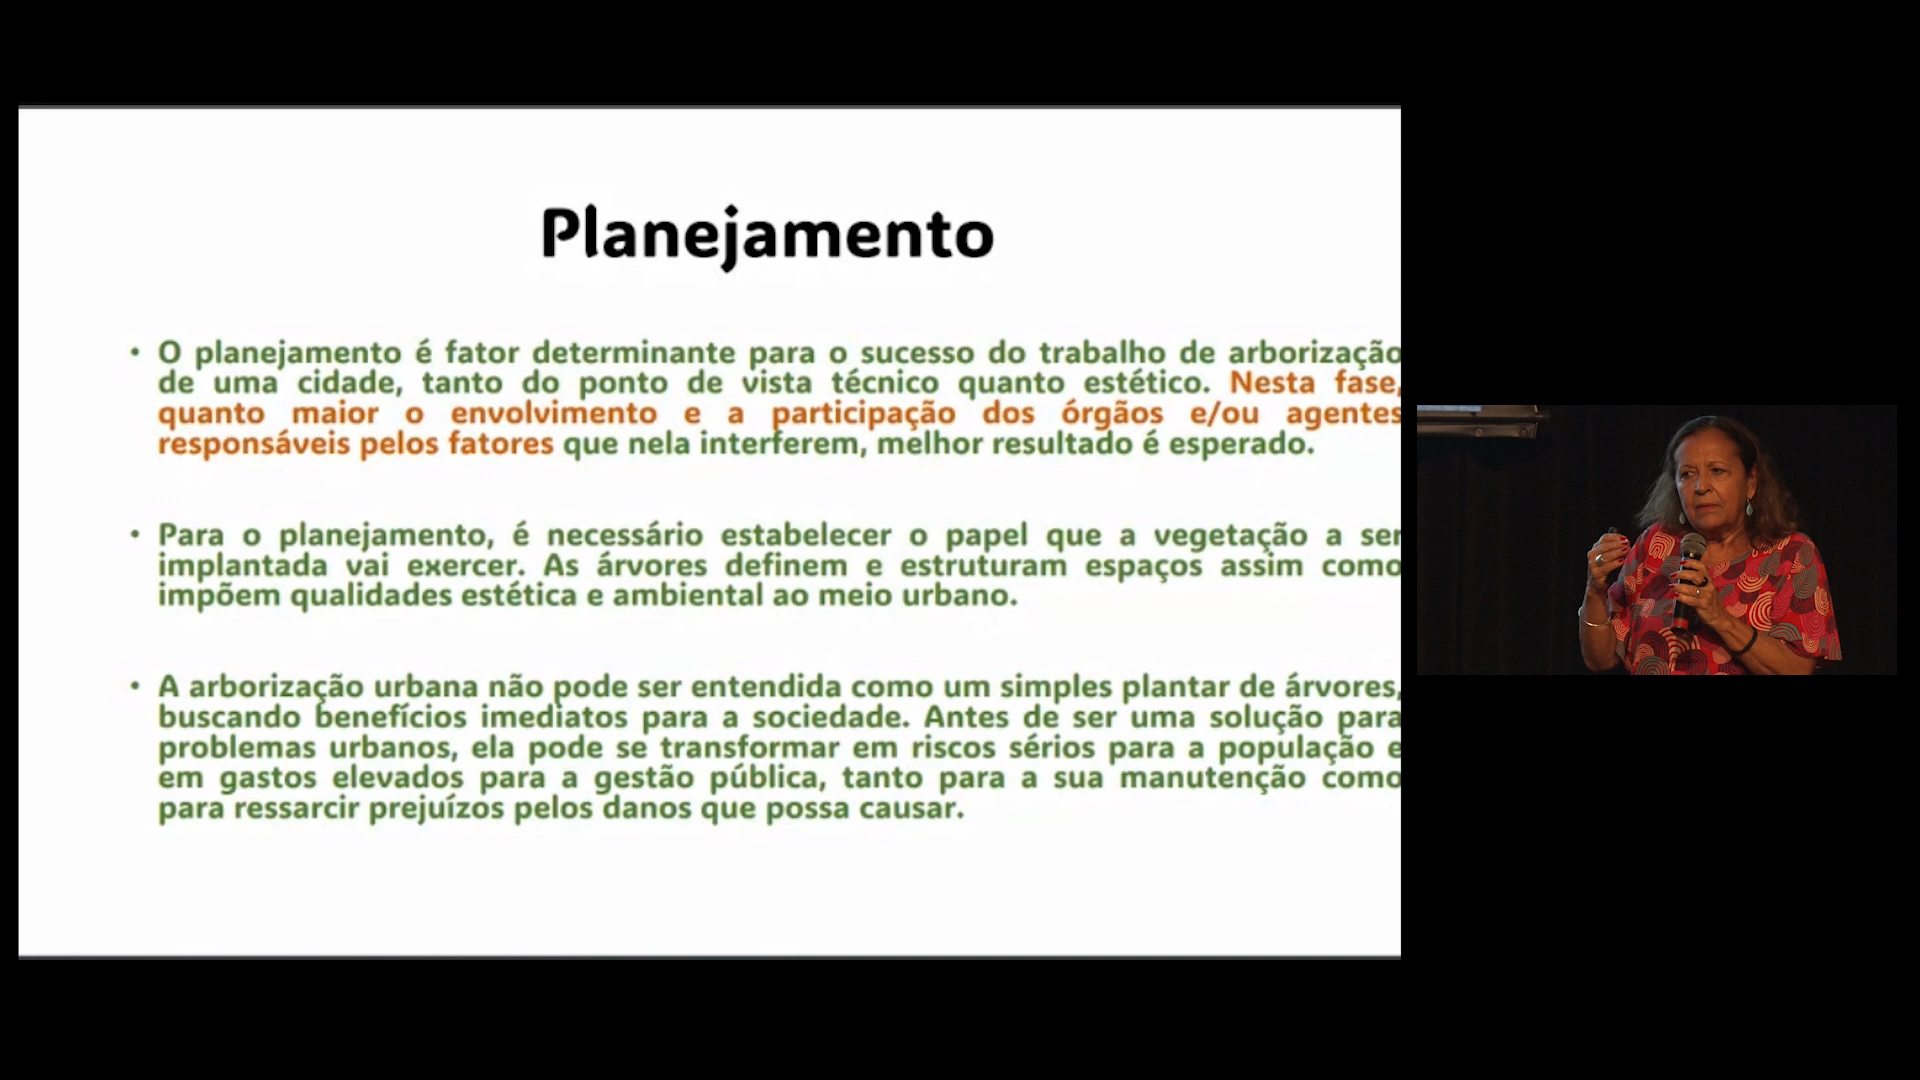 Planejamento
• O planejamento é fator determinante para o sucesso do trabalho de arborização
de uma cidade, tanto do ponto de vista técnico quanto estético. Nesta fase,
quanto maior o envolvimento e a participação dos órgãos e/ou agentes
responsáveis pelos fatores que nela interferem, melhor resultado é esperado.
• Para o planejamento, é necessário estabelecer o papel que a vegetação a ser
implantada vai exercer. As árvores definem e estruturam espaços assim como
impõem qualidades estética e ambiental ao meio urbano.
• A arborização urbana não pode ser entendida como um simples plantar de árvores,
buscando benefícios imediatos para a sociedade. Antes de ser uma solução para
problemas urbanos, ela pode se transformar em riscos sérios para a população e
em gastos elevados para a gestão pública, tanto para a sua manutenção como
para ressarcir prejuízos pelos danos que possa causar.